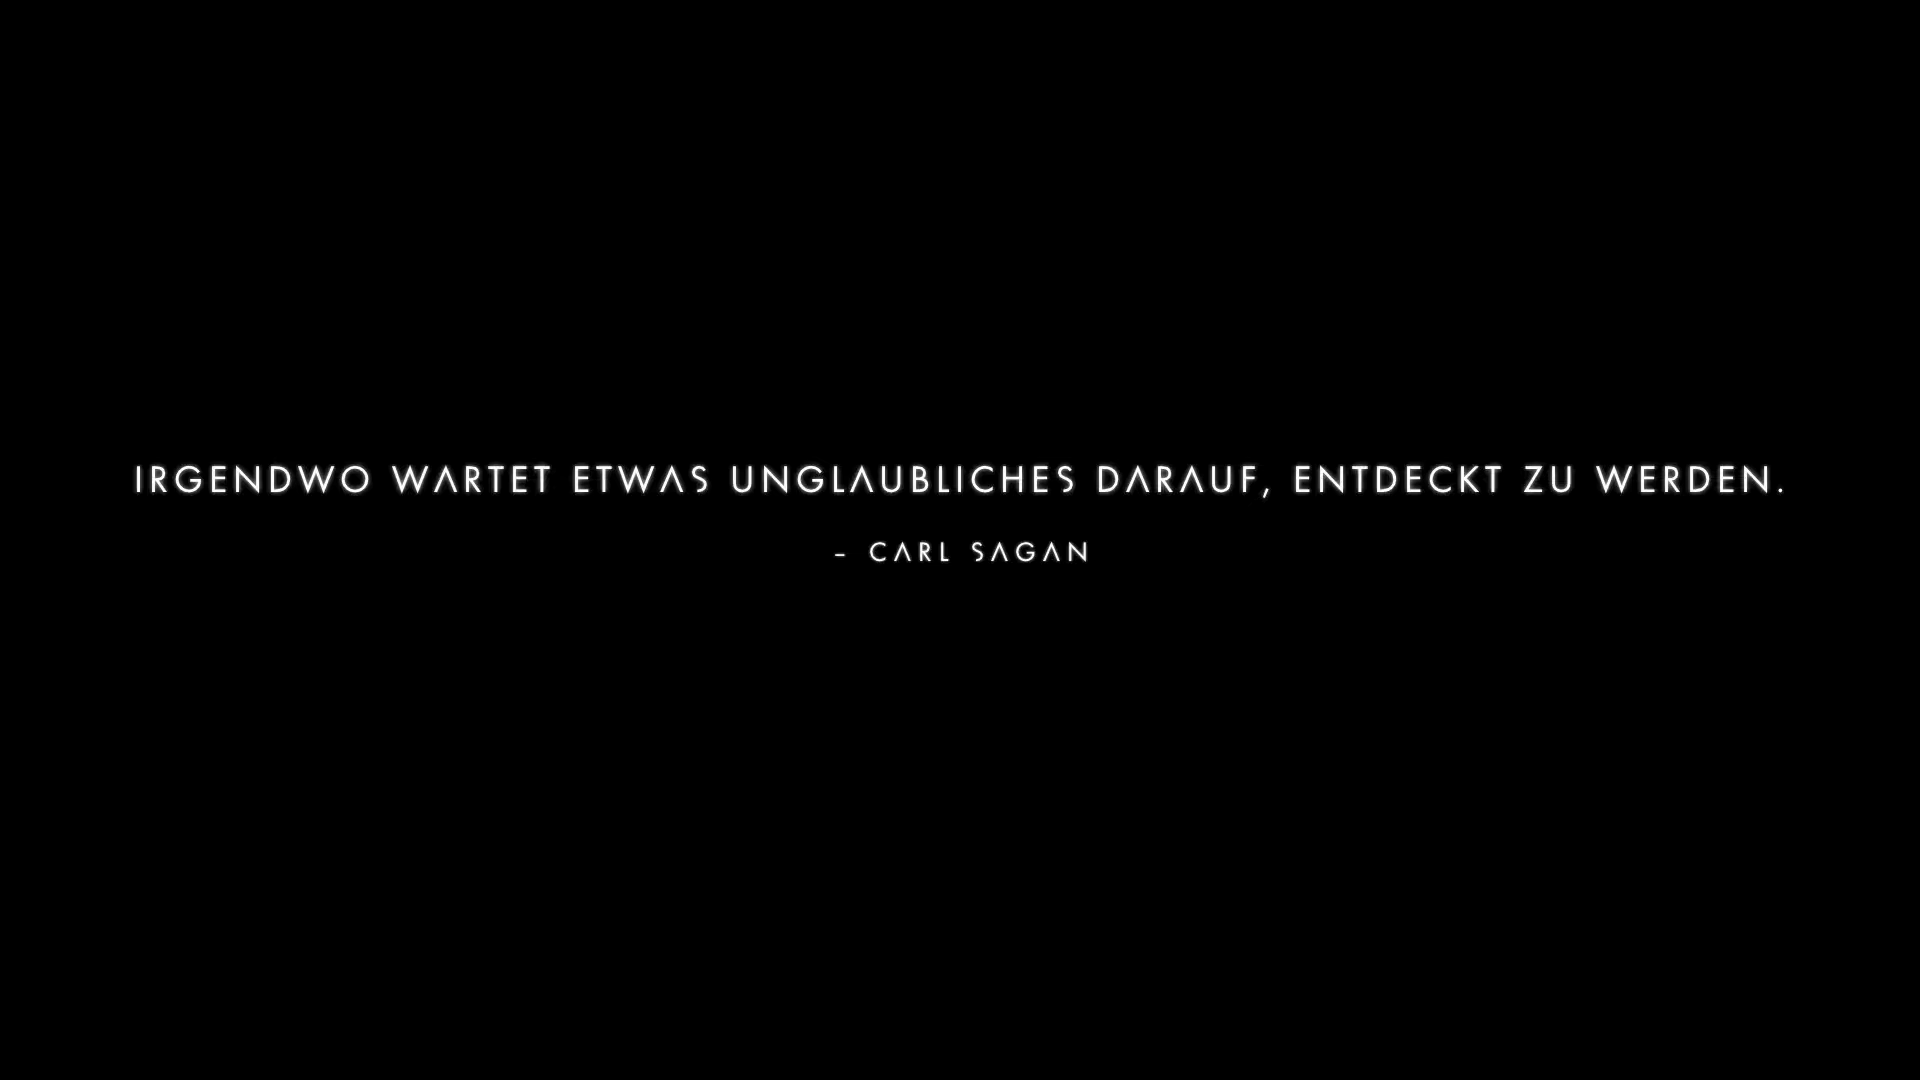 IRGENDWO WARTET ETWAS UNGLAUBLICHES DARAUF, ENTDECKT ZU WERDEN.
– CARL SAGAN